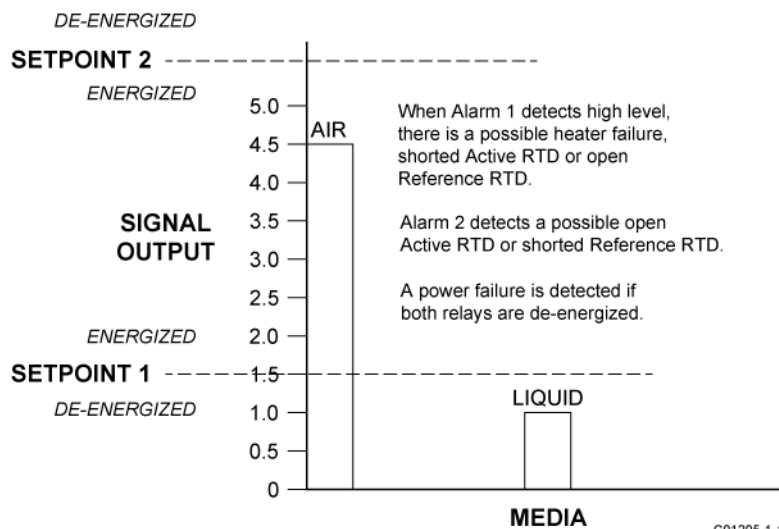 DE-ENERGIZED
SETPOINT 2
ENERGIZED
5.0
AIR
4.5
4.0
3.5
3.0
2.5
2.0
1.5
1.0
0.5
0
SIGNAL
OUTPUT
When Alarm 1 detects high level,
there is a possible heater failure,
shorted Active RTD or open
Reference RTD.
Alarm 2 detects a possible open
Active RTD or shorted Reference RTD.
A power failure is detected if
both relays are de-energized.
ENERGIZED
SETPOINT 1
DE-ENERGIZED
LIQUID
MEDIA